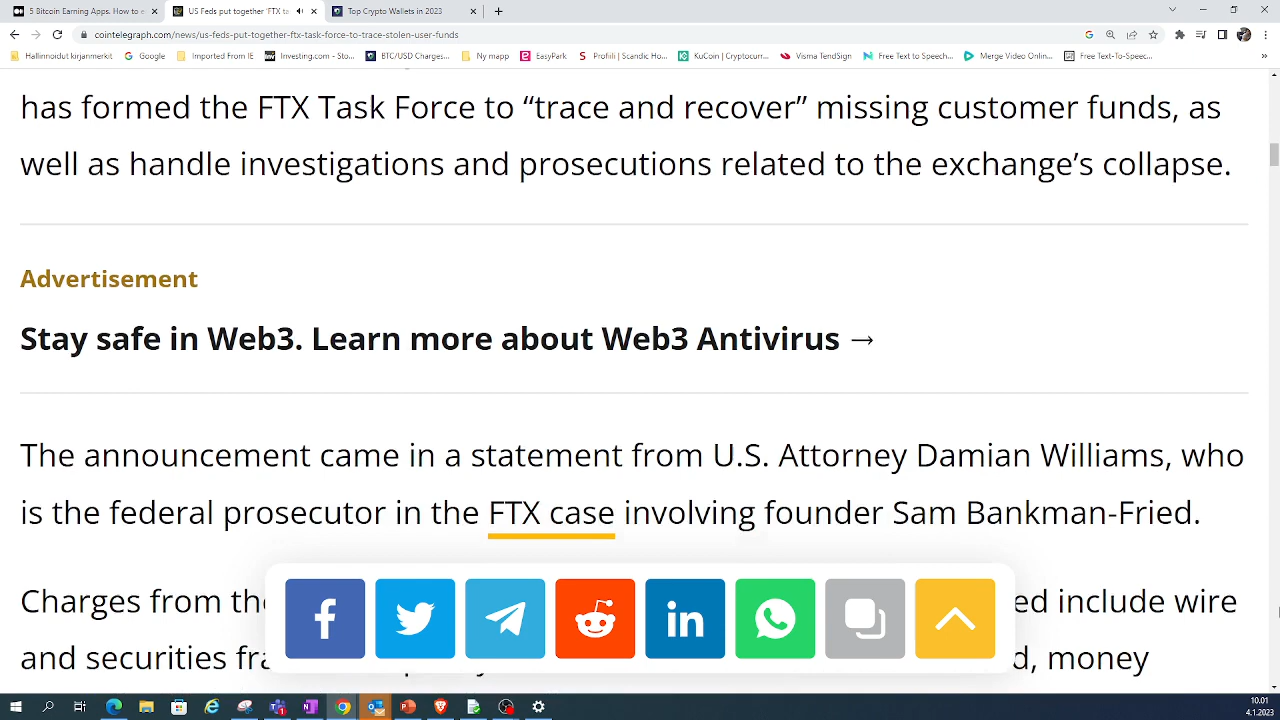 5 Bitcoin Earning Apps. How to e
US Feds put together 'FTX ta
Top Crypto Wallets in 2023
cointelegraph.com/news/us-feds-put-together-ftx-task-force-to-trace-stolen-user-funds
Hallinnoidut kirjanmerkit
Google
Imported From IE
Investing.com - Sto...
BTC/USD Charges...
Ny mapp
EasyPark
Profiili | Scandic Ho...
KuCoin | Cryptocurr...
Visma TendSign
Free Text to Speech...
Merge Video Onlin...
Free Text-To-Speec...
has formed the FTX Task Force to “trace and recover” missing customer funds, as
well as handle investigations and prosecutions related to the exchange’s collapse.
Advertisement
Stay safe in Web3. Learn more about Web3 Antivirus →
The announcement came in a statement from U.S. Attorney Damian Williams, who
is the federal prosecutor in the FTX case involving founder Sam Bankman-Fried.
Charges from the ed include wire
and securities fra d, money
10.01
4.1.2023